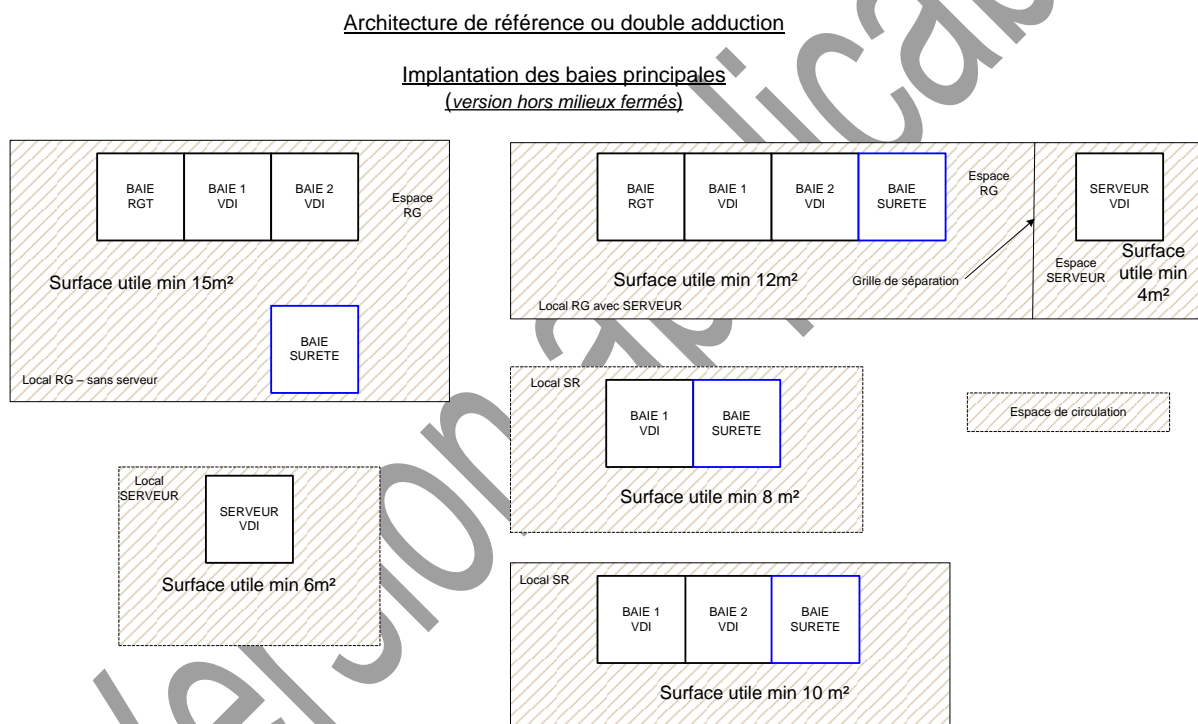 Architecture de référence ou double adduction
Implantation des baies principales
(version hors milieux fermés)
BAIE
RGT
BAIE 1
VDI
BAIE 2
VDI
Espace
RG
Surface utile min 15m²
BAIE
SURETE
Local RG – sans serveur
BAIE
RGT
BAIE 1
VDI
BAIE 2
VDI
BAIE
SURETE
Espace
RG
Surface utile min 12m²
Grille de séparation
Local RG avec SERVEUR
SERVEUR
VDI
Espace
SERVEUR
Surface
utile min
4m²
Local SR
BAIE 1
VDI
BAIE
SURETE
Surface utile min 8 m²
Espace de circulation
Local
SERVEUR
SERVEUR
VDI
Surface utile min 6m²
Local SR
BAIE 1
VDI
BAIE 2
VDI
BAIE
SURETE
Surface utile min 10 m²
Version